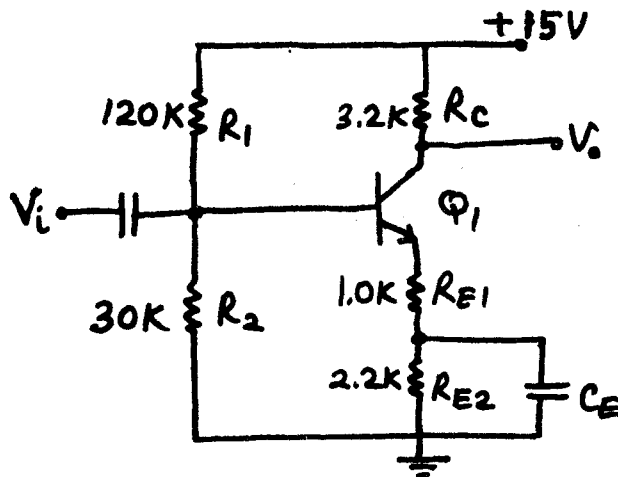 +15V
120K R1
3.2K RC
Vo
Vi
Q1
1.0K RE1
30K R2
2.2K RE2
CE